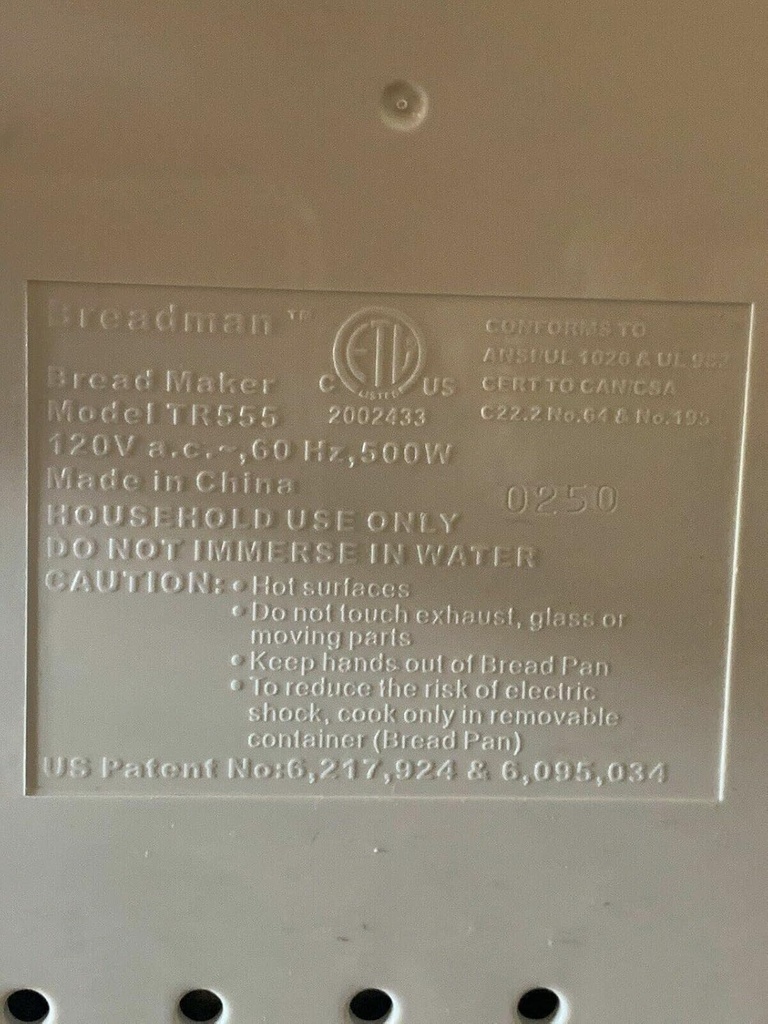 Breadman ™
ETL
LISTED
C US
2002433
CONFORMS TO
ANSI/UL 1026 & UL 982
CERT TO CAN/CSA
C22.2 No.64 & No.195
Bread Maker
Model TR555
120V a.c.~,60 Hz,500W
Made in China
0250
HOUSEHOLD USE ONLY
DO NOT IMMERSE IN WATER
CAUTION: • Hot surfaces
• Do not touch exhaust, glass or
moving parts
• Keep hands out of Bread Pan
• To reduce the risk of electric
shock, cook only in removable
container (Bread Pan)
US Patent No:6,217,924 & 6,095,034